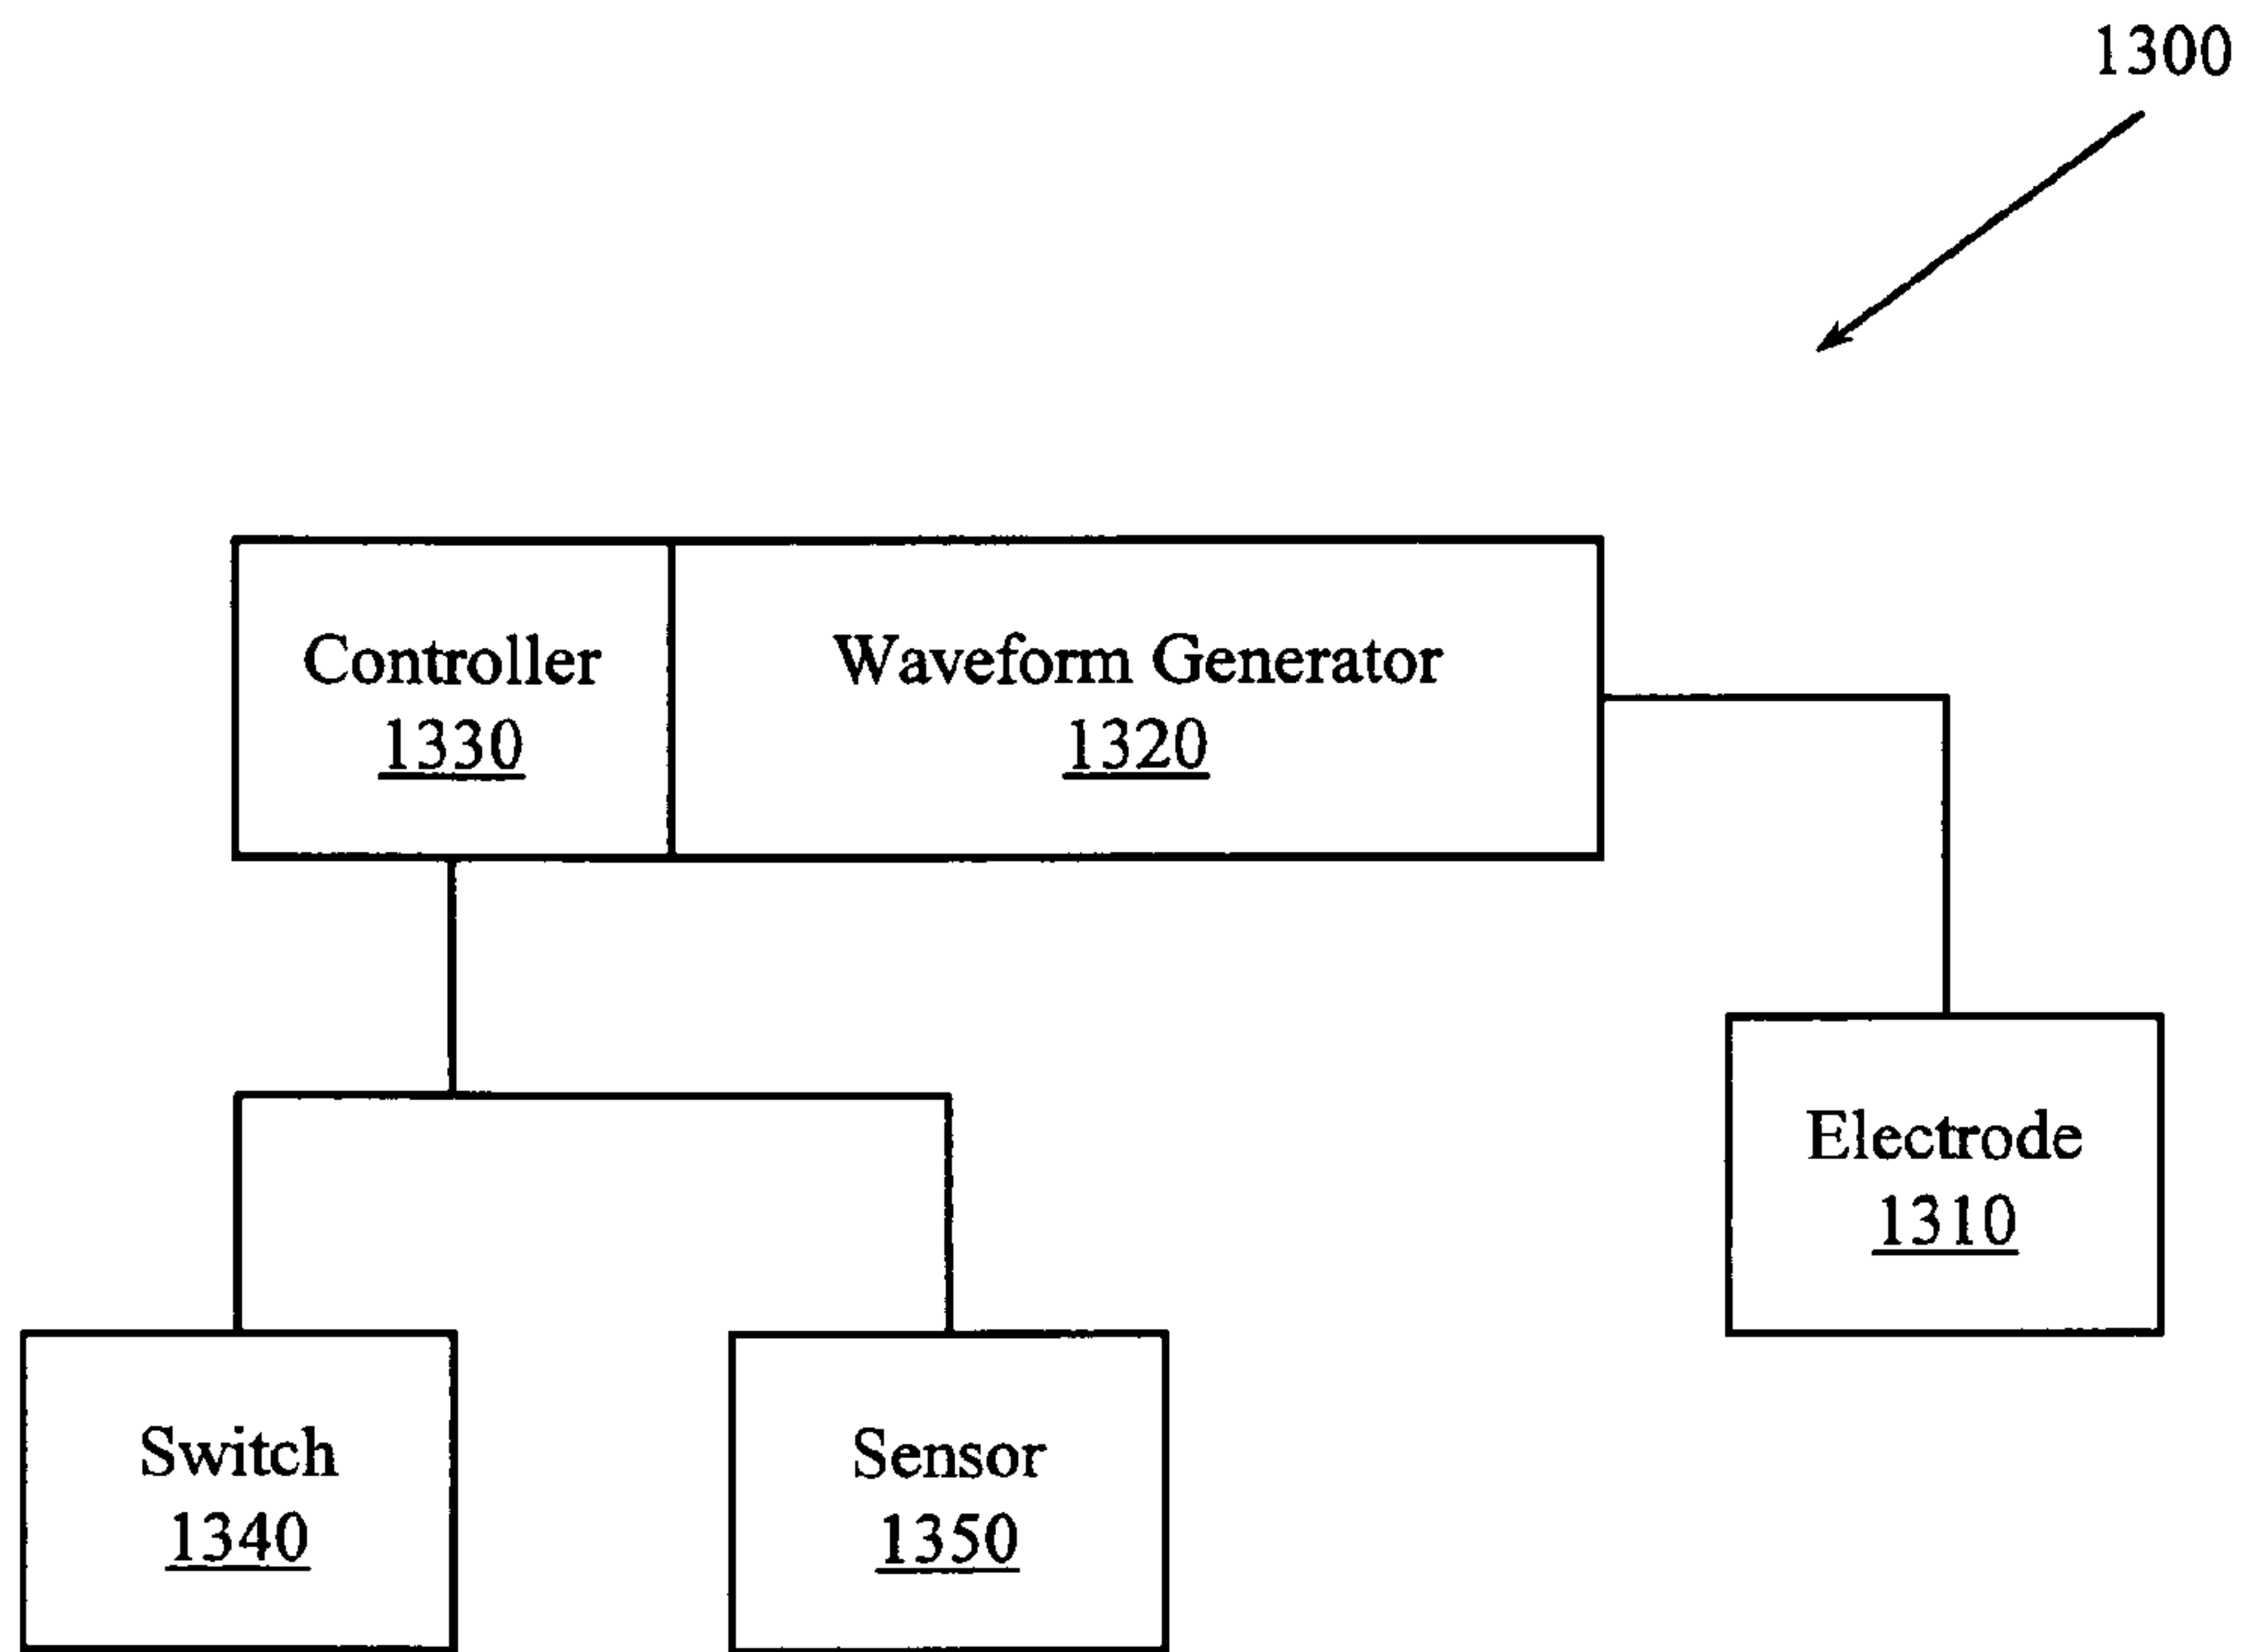 1300
Controller
1330
Waveform Generator
1320
Electrode
1310
Switch
1340
Sensor
1350